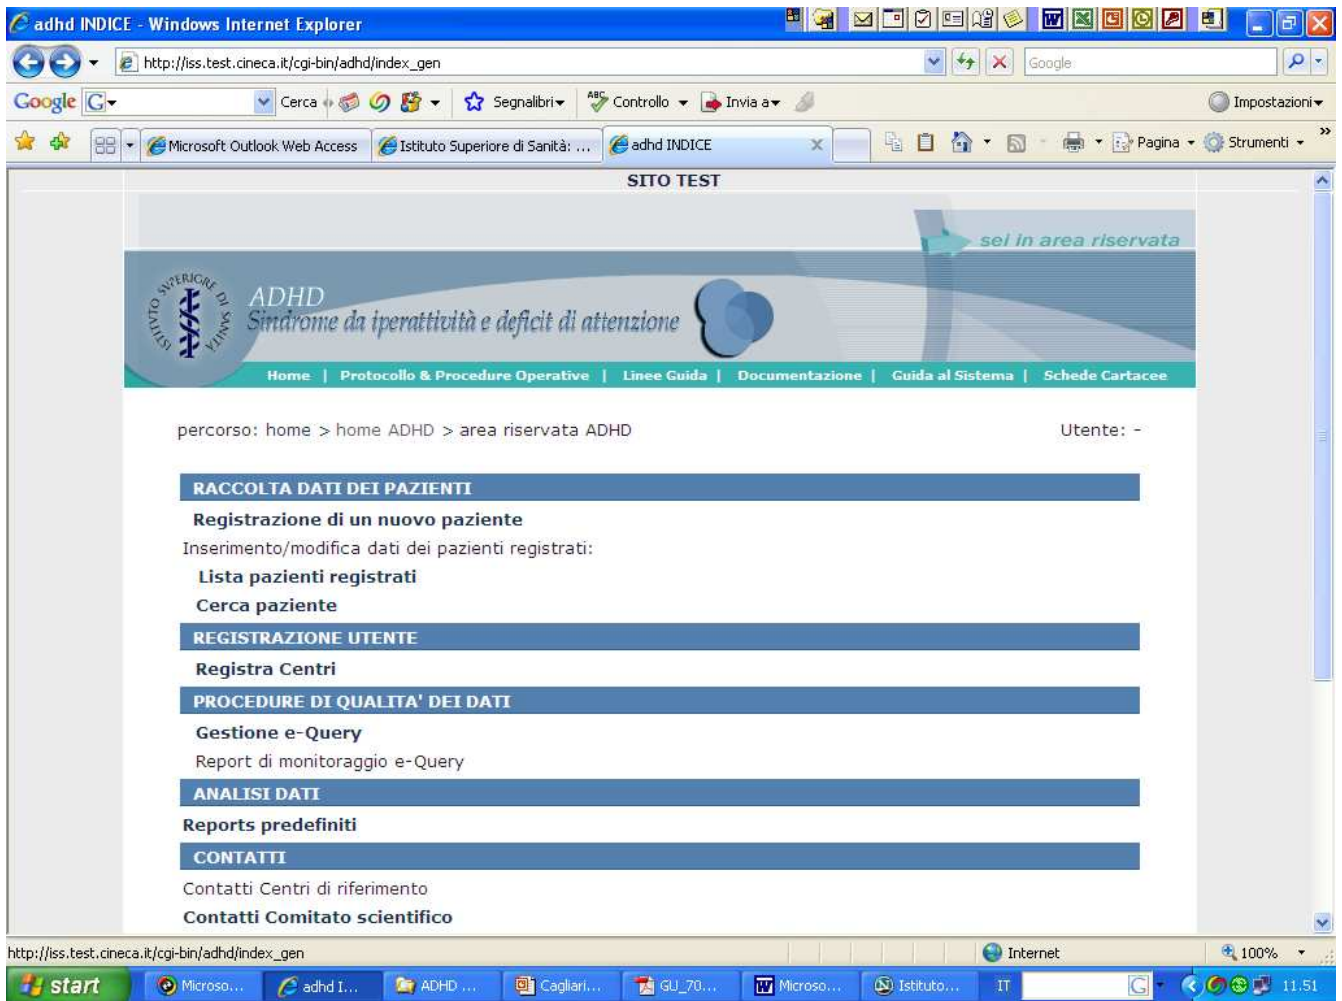 adhd INDICE - Windows Internet Explorer
http://iss.test.cineca.it/cgi-bin/adhd/index_gen
Google
Google G Cerca Segnalibri ABC Controllo Invia a Impostazioni
Microsoft Outlook Web Access Istituto Superiore di Sanità: ... adhd INDICE Pagina Strumenti »
SITO TEST
sei in area riservata
ISTITVTO SVPERIORE DI SANITA
ADHD
Sindrome da iperattività e deficit di attenzione
Home | Protocollo & Procedure Operative | Linee Guida | Documentazione | Guida al Sistema | Schede Cartacee
percorso: home > home ADHD > area riservata ADHD Utente: -
RACCOLTA DATI DEI PAZIENTI
Registrazione di un nuovo paziente
Inserimento/modifica dati dei pazienti registrati:
Lista pazienti registrati
Cerca paziente
REGISTRAZIONE UTENTE
Registra Centri
PROCEDURE DI QUALITA' DEI DATI
Gestione e-Query
Report di monitoraggio e-Query
ANALISI DATI
Reports predefiniti
CONTATTI
Contatti Centri di riferimento
Contatti Comitato scientifico
http://iss.test.cineca.it/cgi-bin/adhd/index_gen Internet 100%
start Microso... adhd I... ADHD ... Cagliari... GU_70... Microso... Istituto... IT G 11.51